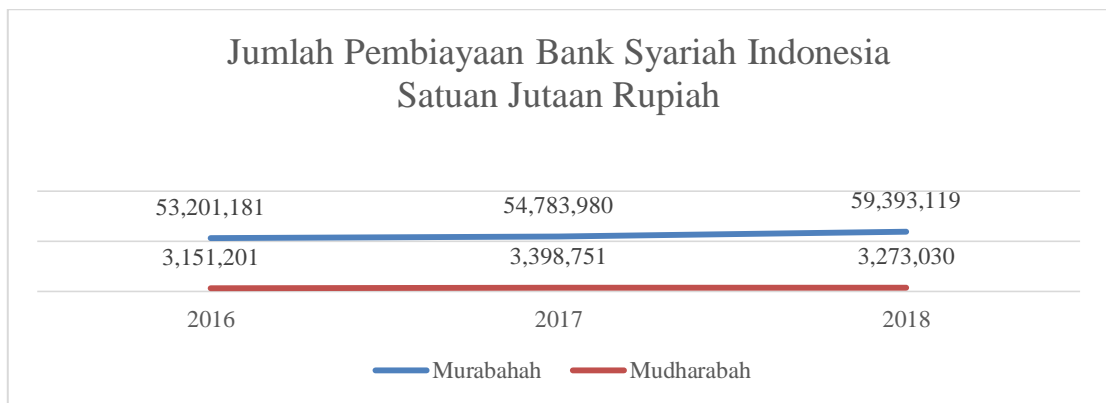 Jumlah Pembiayaan Bank Syariah Indonesia
Satuan Jutaan Rupiah
53,201,181 54,783,980 59,393,119
3,151,201 3,398,751 3,273,030
2016 2017 2018
Murabahah Mudharabah